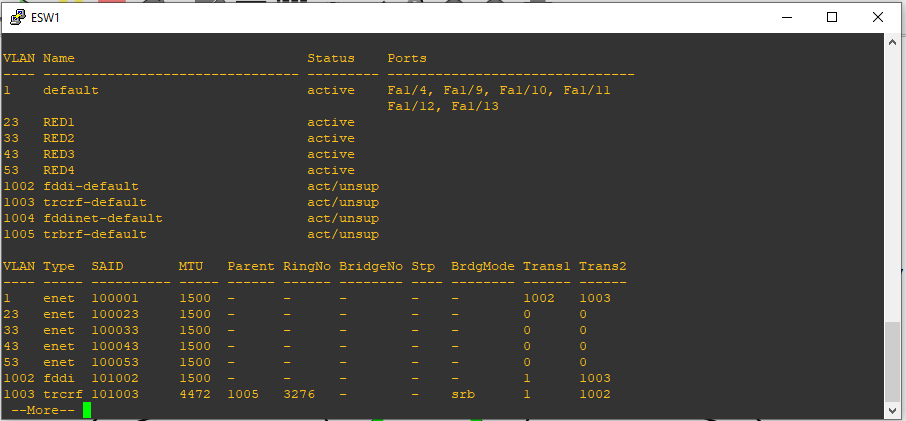 ESW1
VLAN Name                             Status    Ports
---- -------------------------------- --------- -------------------------------
1    default                          active    Fa1/4, Fa1/9, Fa1/10, Fa1/11
                                                Fa1/12, Fa1/13
23   RED1                             active
33   RED2                             active
43   RED3                             active
53   RED4                             active
1002 fddi-default                     act/unsup
1003 trcrf-default                    act/unsup
1004 fddinet-default                  act/unsup
1005 trbrf-default                    act/unsup
VLAN Type  SAID       MTU   Parent RingNo BridgeNo Stp  BrdgMode Trans1 Trans2
---- ----- ---------- ----- ------ ------ -------- ---- -------- ------ ------
1    enet  100001     1500  -      -      -        -    -        1002   1003
23   enet  100023     1500  -      -      -        -    -        0      0
33   enet  100033     1500  -      -      -        -    -        0      0
43   enet  100043     1500  -      -      -        -    -        0      0
53   enet  100053     1500  -      -      -        -    -        0      0
1002 fddi  101002     1500  -      -      -        -    -        1      1003
1003 trcrf 101003     4472  1005   3276   -        -    srb      1      1002
--More--